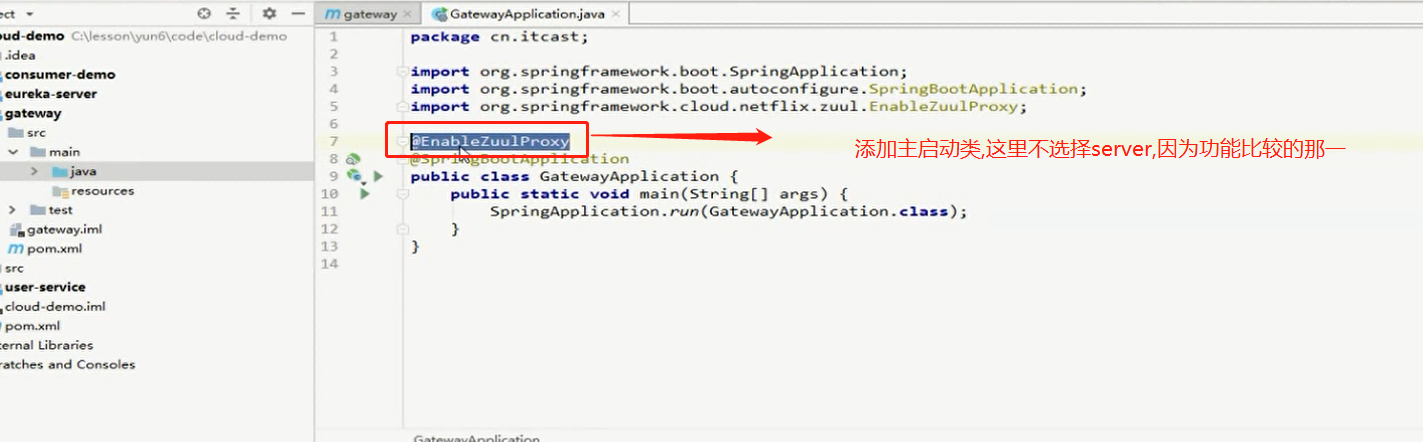 ect
gateway
GatewayApplication.java
oud-demo C:\lesson\yun6\code\cloud-demo
.idea
consumer-demo
eureka-server
gateway
src
main
java
resources
test
gateway.iml
pom.xml
src
user-service
cloud-demo.iml
pom.xml
ternal Libraries
ratches and Consoles
1 package cn.itcast;
2
3 import org.springframework.boot.SpringApplication;
4 import org.springframework.boot.autoconfigure.SpringBootApplication;
5 import org.springframework.cloud.netflix.zuul.EnableZuulProxy;
6
7 @EnableZuulProxy
8 @SpringBootApplication
9 public class GatewayApplication {
10 public static void main(String[] args) {
11 SpringApplication.run(GatewayApplication.class);
12 }
13 }
14
添加主启动类,这里不选择server,因为功能比较的那一
GatewayApplication